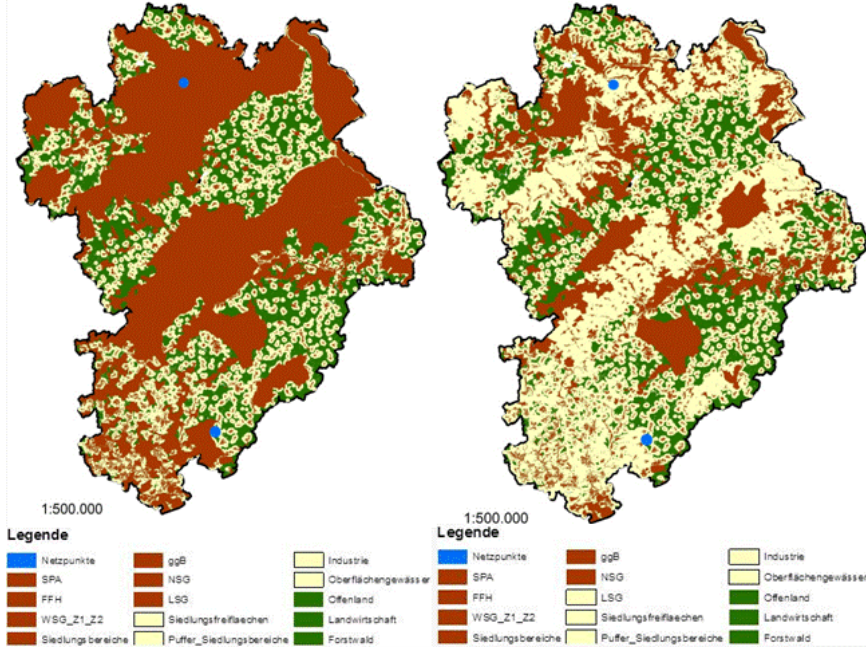 1:500.000
Legende
Netzpunkte
SPA
FFH
WSG_Z1_Z2
Siedlungsbereiche
ggB
NSG
LSG
Siedlungsfreiflaechen
Puffer_Siedlungsbereiche
Industrie
Oberflächengewässer
Offenland
Landwirtschaft
Forstwald
1:500.000
Legende
Netzpunkte
SPA
FFH
WSG_Z1_Z2
Siedlungsbereiche
ggB
NSG
LSG
Siedlungsfreiflaechen
Puffer_Siedlungsbereiche
Industrie
Oberflächengewässer
Offenland
Landwirtschaft
Forstwald